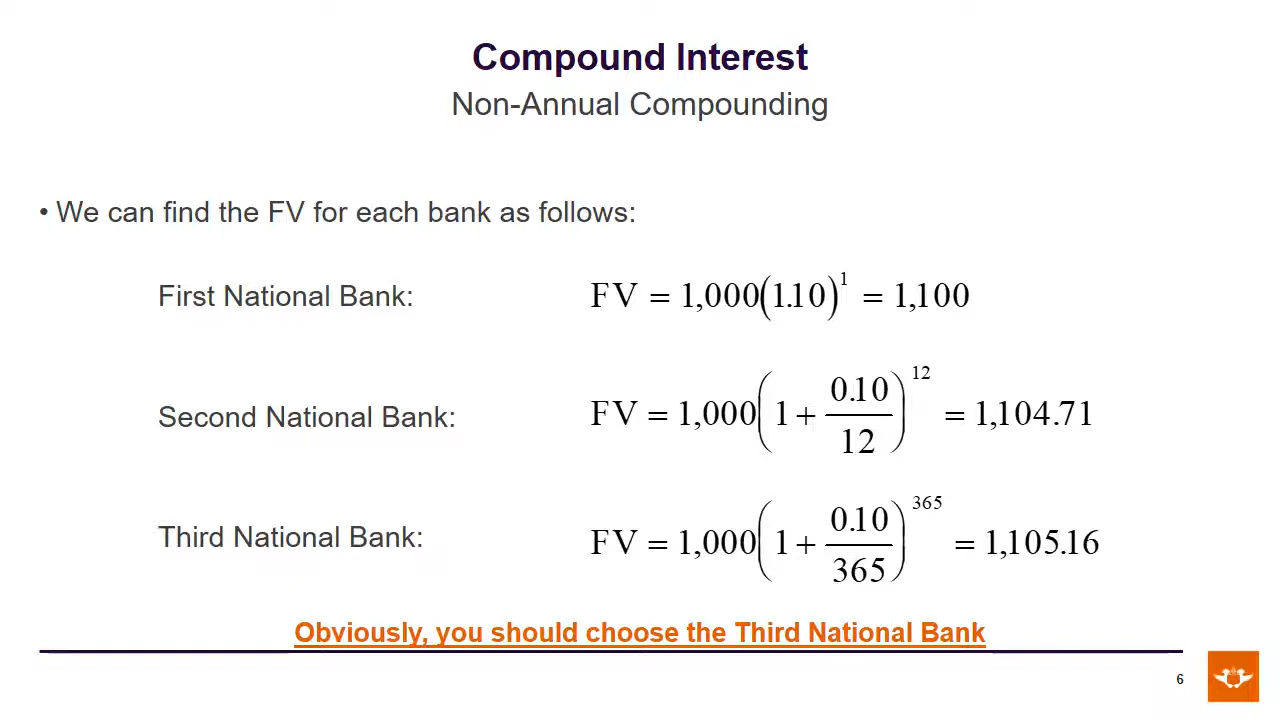 Compound Interest
Non-Annual Compounding
• We can find the FV for each bank as follows:
First National Bank: FV = 1,000(1.10)^1 = 1,100
Second National Bank: FV = 1,000(1 + 0.10/12)^12 = 1,104.71
Third National Bank: FV = 1,000(1 + 0.10/365)^365 = 1,105.16
Obviously, you should choose the Third National Bank
6